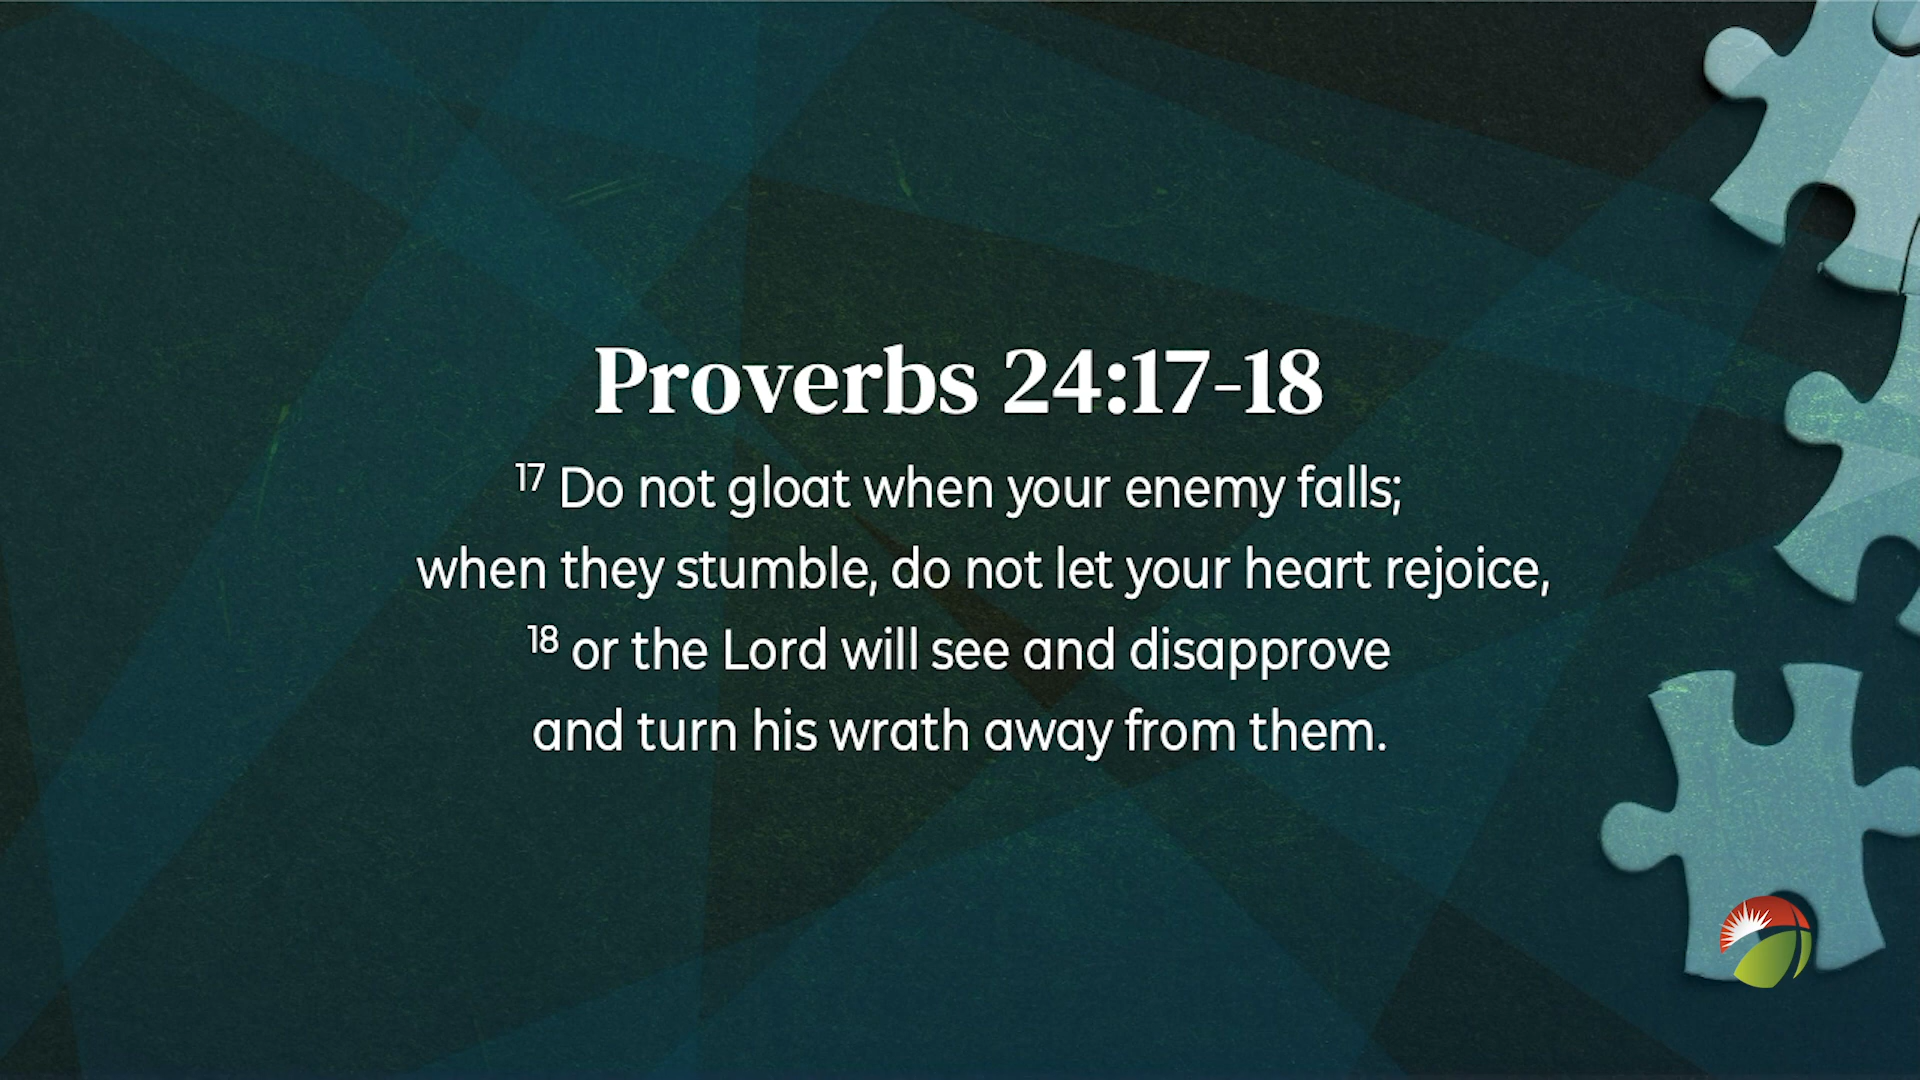 Proverbs 24:17-18
17 Do not gloat when your enemy falls;
when they stumble, do not let your heart rejoice,
18 or the Lord will see and disapprove
and turn his wrath away from them.